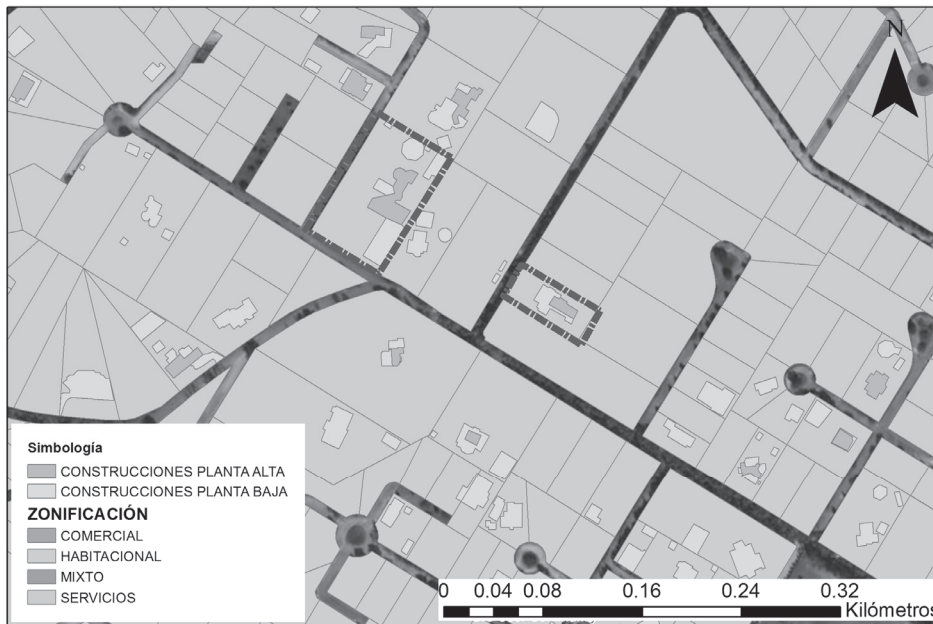 N
Simbología
CONSTRUCCIONES PLANTA ALTA
CONSTRUCCIONES PLANTA BAJA
ZONIFICACIÓN
COMERCIAL
HABITACIONAL
MIXTO
SERVICIOS
0 0.04 0.08 0.16 0.24 0.32
Kilómetros